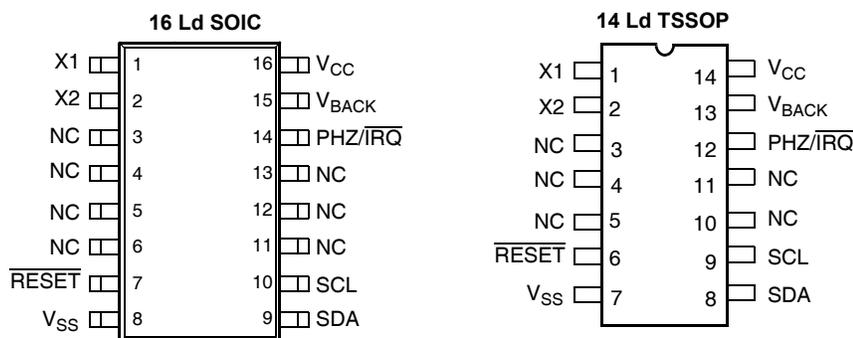 16 Ld SOIC
X1 1 16 VCC
X2 2 15 VBACK
NC 3 14 PHZ/IRQ
NC 4 13 NC
NC 5 12 NC
NC 6 11 NC
RESET 7 10 SCL
VSS 8 9 SDA
14 Ld TSSOP
X1 1 14 VCC
X2 2 13 VBACK
NC 3 12 PHZ/IRQ
NC 4 11 NC
NC 5 10 NC
RESET 6 9 SCL
VSS 7 8 SDA